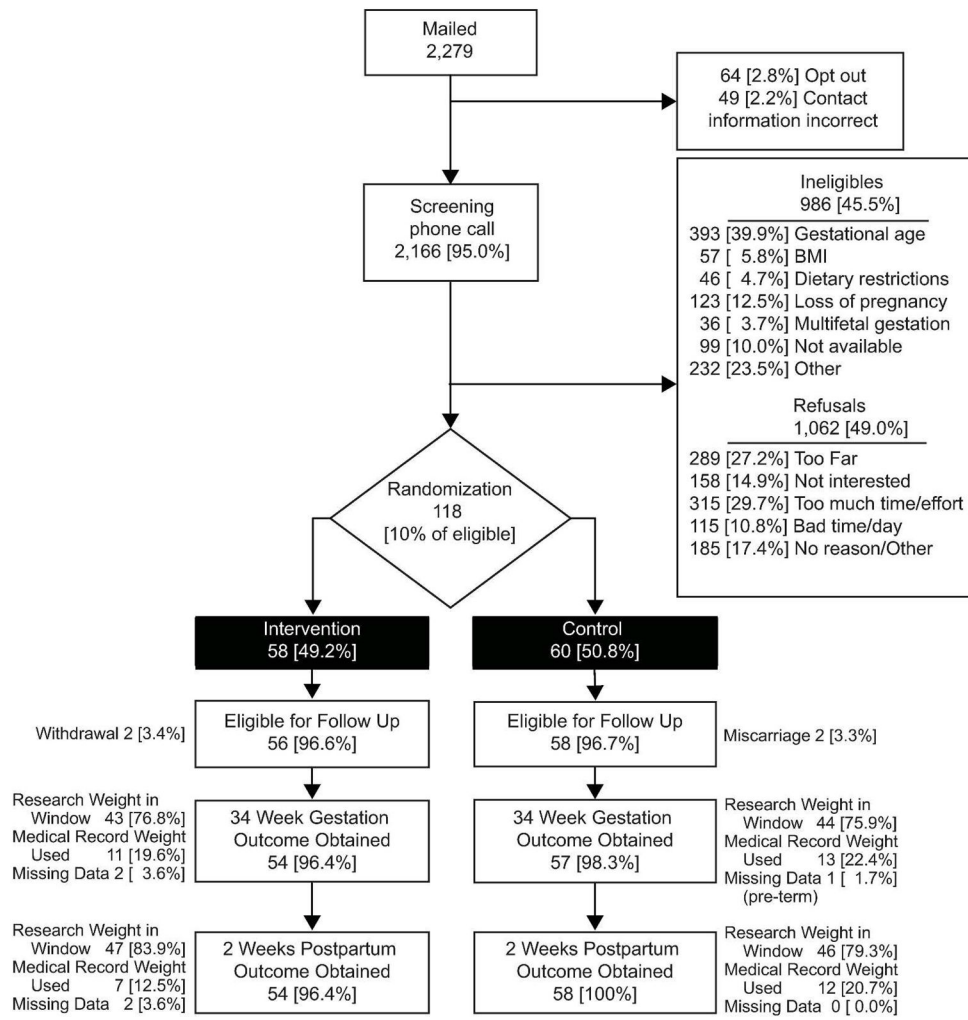 Mailed
2,279
64 [2.8%] Opt out
49 [2.2%] Contact
information incorrect
Screening
phone call
2,166 [95.0%]
Ineligibles
986 [45.5%]
393 [39.9%] Gestational age
57 [ 5.8%] BMI
46 [ 4.7%] Dietary restrictions
123 [12.5%] Loss of pregnancy
36 [ 3.7%] Multifetal gestation
99 [10.0%] Not available
232 [23.5%] Other
Refusals
1,062 [49.0%]
289 [27.2%] Too Far
158 [14.9%] Not interested
315 [29.7%] Too much time/effort
115 [10.8%] Bad time/day
185 [17.4%] No reason/Other
Randomization
118
[10% of eligible]
Intervention
58 [49.2%]
Control
60 [50.8%]
Withdrawal 2 [3.4%]
Eligible for Follow Up
56 [96.6%]
Eligible for Follow Up
58 [96.7%]
Miscarriage 2 [3.3%]
Research Weight in
Window 43 [76.8%]
Medical Record Weight
Used 11 [19.6%]
Missing Data 2 [ 3.6%]
34 Week Gestation
Outcome Obtained
54 [96.4%]
34 Week Gestation
Outcome Obtained
57 [98.3%]
Research Weight in
Window 44 [75.9%]
Medical Record Weight
Used 13 [22.4%]
Missing Data 1 [ 1.7%]
(pre-term)
Research Weight in
Window 47 [83.9%]
Medical Record Weight
Used 7 [12.5%]
Missing Data 2 [3.6%]
2 Weeks Postpartum
Outcome Obtained
54 [96.4%]
2 Weeks Postpartum
Outcome Obtained
58 [100%]
Research Weight in
Window 46 [79.3%]
Medical Record Weight
Used 12 [20.7%]
Missing Data 0 [ 0.0%]